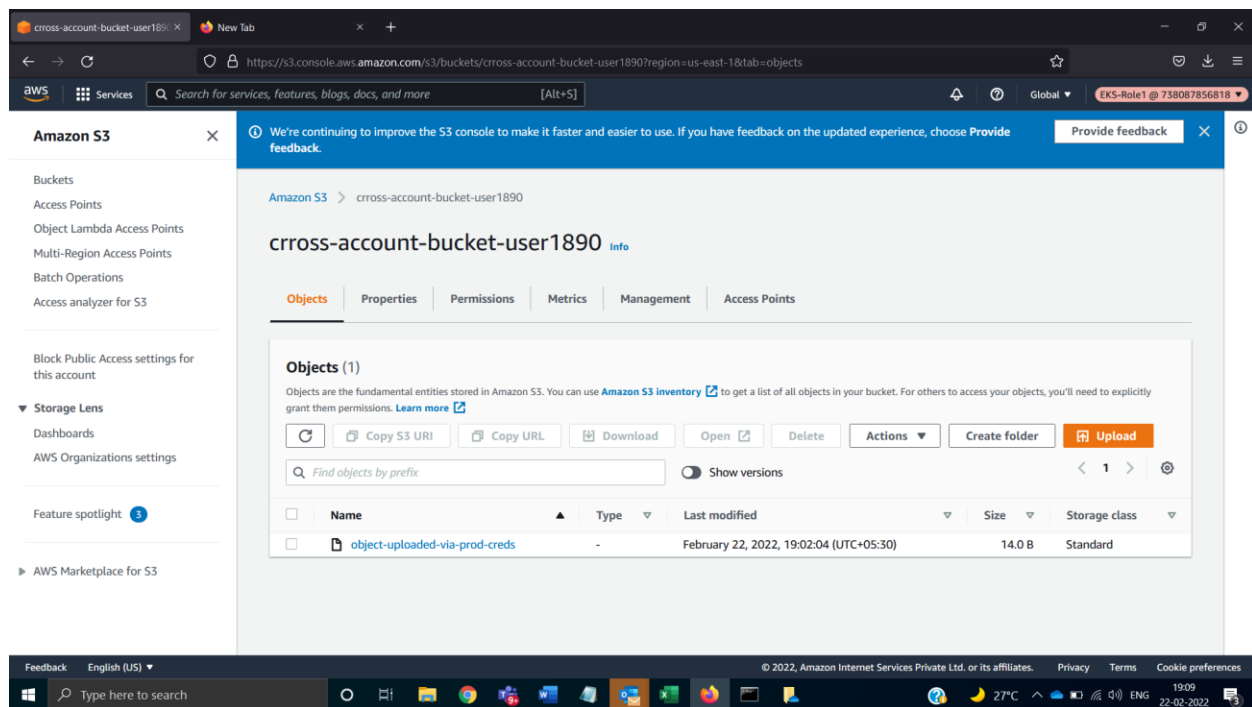 crross-account-bucket-user1890
New Tab
https://s3.console.aws.amazon.com/s3/buckets/crross-account-bucket-user1890?region=us-east-1&tab=objects
aws
Services
Search for services, features, blogs, docs, and more
[Alt+S]
Global
EKS-Role1 @ 738087856818
Amazon S3
Buckets
Access Points
Object Lambda Access Points
Multi-Region Access Points
Batch Operations
Access analyzer for S3
Block Public Access settings for
this account
Storage Lens
Dashboards
AWS Organizations settings
Feature spotlight 3
AWS Marketplace for S3
We're continuing to improve the S3 console to make it faster and easier to use. If you have feedback on the updated experience, choose Provide
feedback.
Provide feedback
Amazon S3 > crross-account-bucket-user1890
crross-account-bucket-user1890 Info
Objects Properties Permissions Metrics Management Access Points
Objects (1)
Objects are the fundamental entities stored in Amazon S3. You can use Amazon S3 inventory to get a list of all objects in your bucket. For others to access your objects, you'll need to explicitly
grant them permissions. Learn more
Copy S3 URI Copy URL Download Open Delete Actions Create folder Upload
Find objects by prefix Show versions 1
Name Type Last modified Size Storage class
object-uploaded-via-prod-creds - February 22, 2022, 19:02:04 (UTC+05:30) 14.0 B Standard
Feedback English (US) © 2022, Amazon Internet Services Private Ltd. or its affiliates. Privacy Terms Cookie preferences
Type here to search 27°C ENG 19:09
22-02-2022